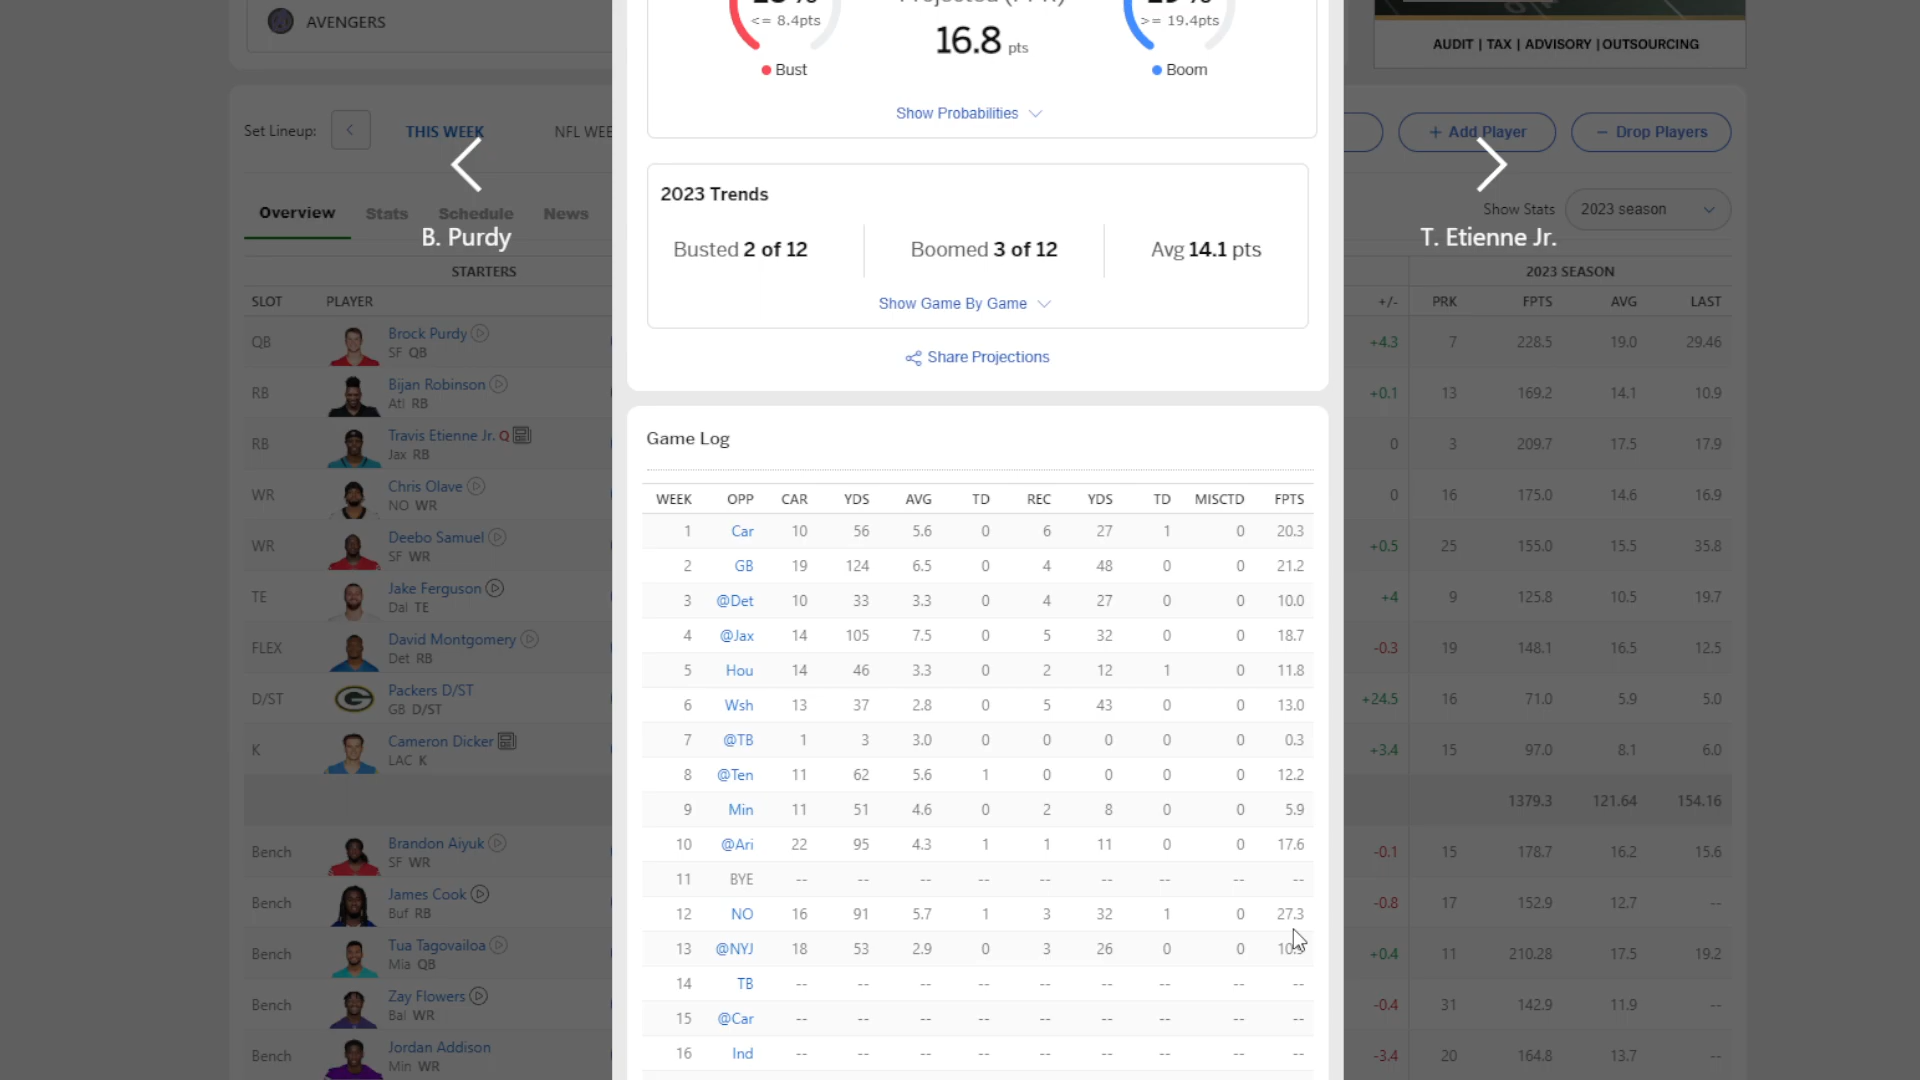 AVENGERS
<= 8.4pts
16.8 pts
>= 19.4pts
AUDIT | TAX | ADVISORY | OUTSOURCING
Bust
Boom
Show Probabilities
Set Lineup:
THIS WEEK
+ Add Player
− Drop Players
Overview
Stats
Schedule
News
Show Stats
2023 season
B. Purdy
T. Etienne Jr.
2023 Trends
Busted 2 of 12
Boomed 3 of 12
Avg 14.1 pts
Show Game By Game
Share Projections
STARTERS
2023 SEASON
SLOT PLAYER
+/- PRK FPTS AVG LAST
QB Brock Purdy
SF QB
+4.3 7 228.5 19.0 29.46
RB Bijan Robinson
Atl RB
+0.1 13 169.2 14.1 10.9
RB Travis Etienne Jr. Q
Jax RB
0 3 209.7 17.5 17.9
WR Chris Olave
NO WR
0 16 175.0 14.6 16.9
WR Deebo Samuel
SF WR
+0.5 25 155.0 15.5 35.8
TE Jake Ferguson
Dal TE
+4 9 125.8 10.5 19.7
FLEX David Montgomery
Det RB
-0.3 19 148.1 16.5 12.5
D/ST Packers D/ST
GB D/ST
+24.5 16 71.0 5.9 5.0
K Cameron Dicker
LAC K
+3.4 15 97.0 8.1 6.0
1379.3 121.64 154.16
Bench Brandon Aiyuk
SF WR
-0.1 15 178.7 16.2 15.6
Bench James Cook
Buf RB
-0.8 17 152.9 12.7 --
Bench Tua Tagovailoa
Mia QB
+0.4 11 210.28 17.5 19.2
Bench Zay Flowers
Bal WR
-0.4 31 142.9 11.9 --
Bench Jordan Addison
Min WR
-3.4 20 164.8 13.7 --
Game Log
WEEK OPP CAR YDS AVG TD REC YDS TD MISCTD FPTS
1 Car 10 56 5.6 0 6 27 1 0 20.3
2 GB 19 124 6.5 0 4 48 0 0 21.2
3 @Det 10 33 3.3 0 4 27 0 0 10.0
4 @Jax 14 105 7.5 0 5 32 0 0 18.7
5 Hou 14 46 3.3 0 2 12 1 0 11.8
6 Wsh 13 37 2.8 0 5 43 0 0 13.0
7 @TB 1 3 3.0 0 0 0 0 0 0.3
8 @Ten 11 62 5.6 1 0 0 0 0 12.2
9 Min 11 51 4.6 0 2 8 0 0 5.9
10 @Ari 22 95 4.3 1 1 11 0 0 17.6
11 BYE -- -- -- -- -- -- -- -- --
12 NO 16 91 5.7 1 3 32 1 0 27.3
13 @NYJ 18 53 2.9 0 3 26 0 0
14 TB -- -- -- -- -- -- -- -- --
15 @Car -- -- -- -- -- -- -- -- --
16 Ind -- -- -- -- -- -- -- -- --